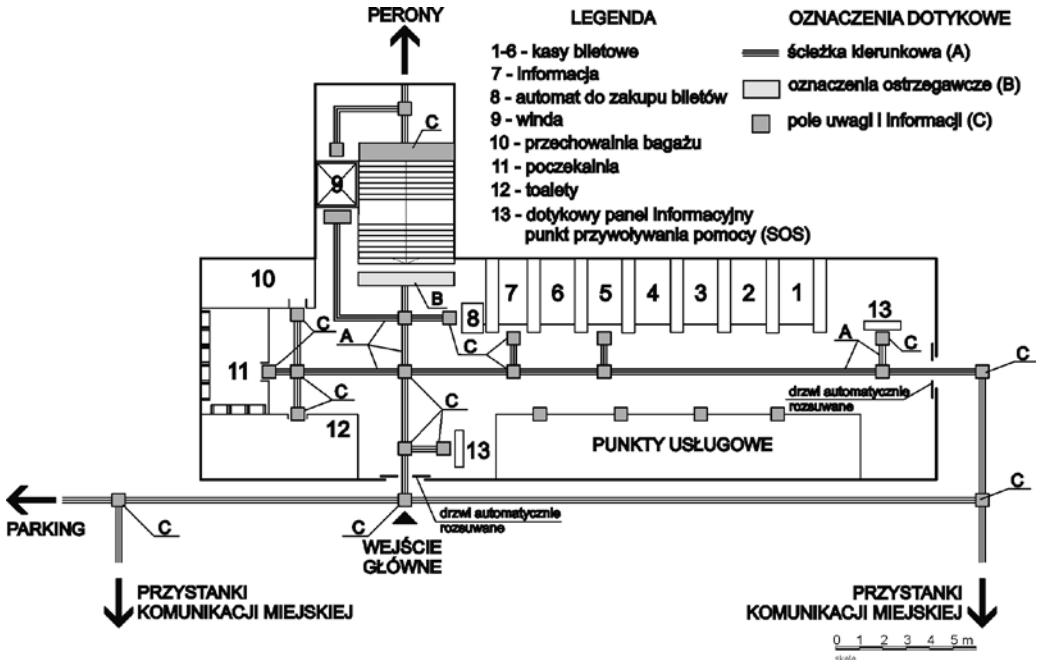 PERONY
LEGENDA
1-6 - kasy biletowe
7 - informacja
8 - automat do zakupu biletów
9 - winda
10 - przechowalnia bagażu
11 - poczekalnia
12 - toalety
13 - dotykowy panel informacyjny
punkt przywoływania pomocy (SOS)
OZNACZENIA DOTYKOWE
ścieżka kierunkowa (A)
oznaczenia ostrzegawcze (B)
pole uwagi i informacji (C)
C
9
10
B
7
6
5
4
3
2
1
8
13
C
A
C
A
C
C
11
drzwi automatycznie
rozsuwane
C
C
12
13
PUNKTY USŁUGOWE
C
PARKING
C
C
drzwi automatycznie
rozsuwane
WEJŚCIE
GŁÓWNE
PRZYSTANKI
KOMUNIKACJI MIEJSKIEJ
PRZYSTANKI
KOMUNIKACJI MIEJSKIEJ
0 1 2 3 4 5 m
skala